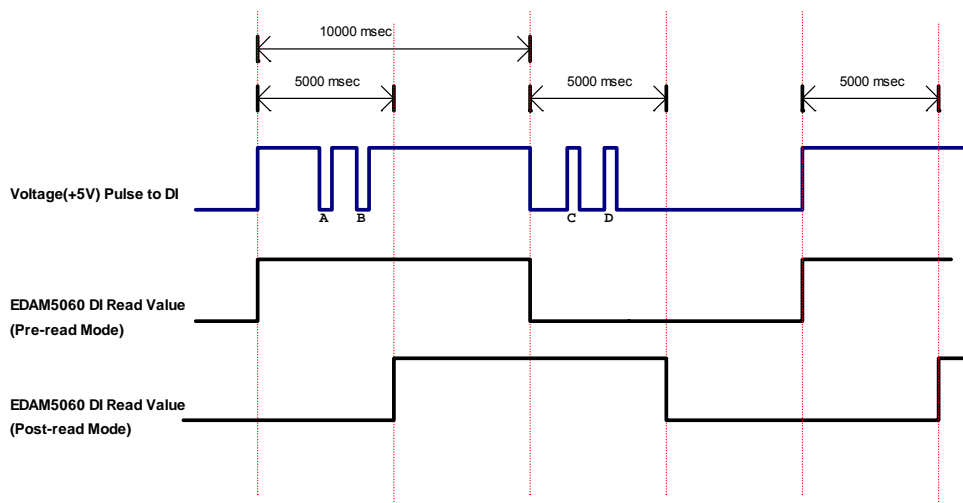 10000 msec
5000 msec
5000 msec
5000 msec
Voltage(+5V) Pulse to DI
A
B
C
D
EDAM5060 DI Read Value
(Pre-read Mode)
EDAM5060 DI Read Value
(Post-read Mode)